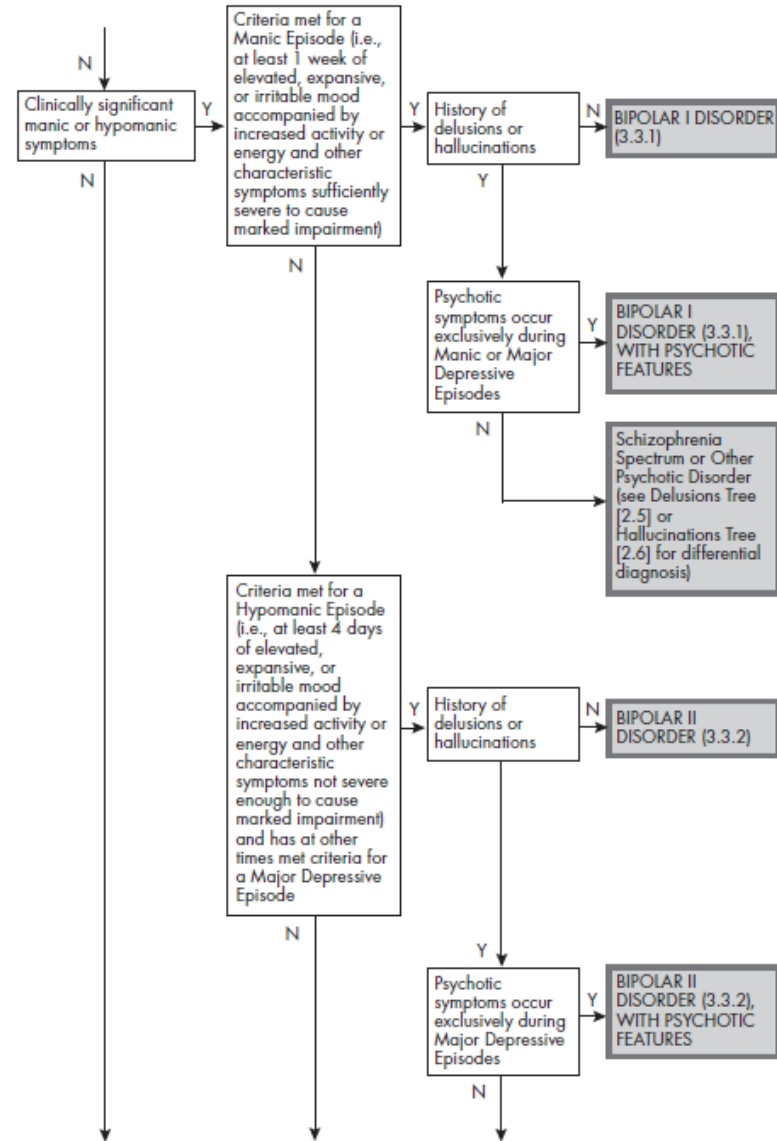 N
Clinically significant
manic or hypomanic
symptoms
Y
N
Criteria met for a
Manic Episode (i.e.,
at least 1 week of
elevated, expansive,
or irritable mood
accompanied by
increased activity or
energy and other
characteristic
symptoms sufficiently
severe to cause
marked impairment)
Y
N
History of
delusions or
hallucinations
N
Y
BIPOLAR I DISORDER
(3.3.1)
Psychotic
symptoms occur
exclusively during
Manic or Major
Depressive
Episodes
Y
N
BIPOLAR I
DISORDER (3.3.1),
WITH PSYCHOTIC
FEATURES
Schizophrenia
Spectrum or Other
Psychotic Disorder
(see Delusions Tree
[2.5] or
Hallucinations Tree
[2.6] for differential
diagnosis)
Criteria met for a
Hypomanic Episode
(i.e., at least 4 days
of elevated,
expansive, or
irritable mood
accompanied by
increased activity or
energy and other
characteristic
symptoms not severe
enough to cause
marked impairment)
and has at other
times met criteria for
a Major Depressive
Episode
Y
N
History of
delusions or
hallucinations
N
Y
BIPOLAR II
DISORDER (3.3.2)
Psychotic
symptoms occur
exclusively during
Major Depressive
Episodes
Y
N
BIPOLAR II
DISORDER (3.3.2),
WITH PSYCHOTIC
FEATURES